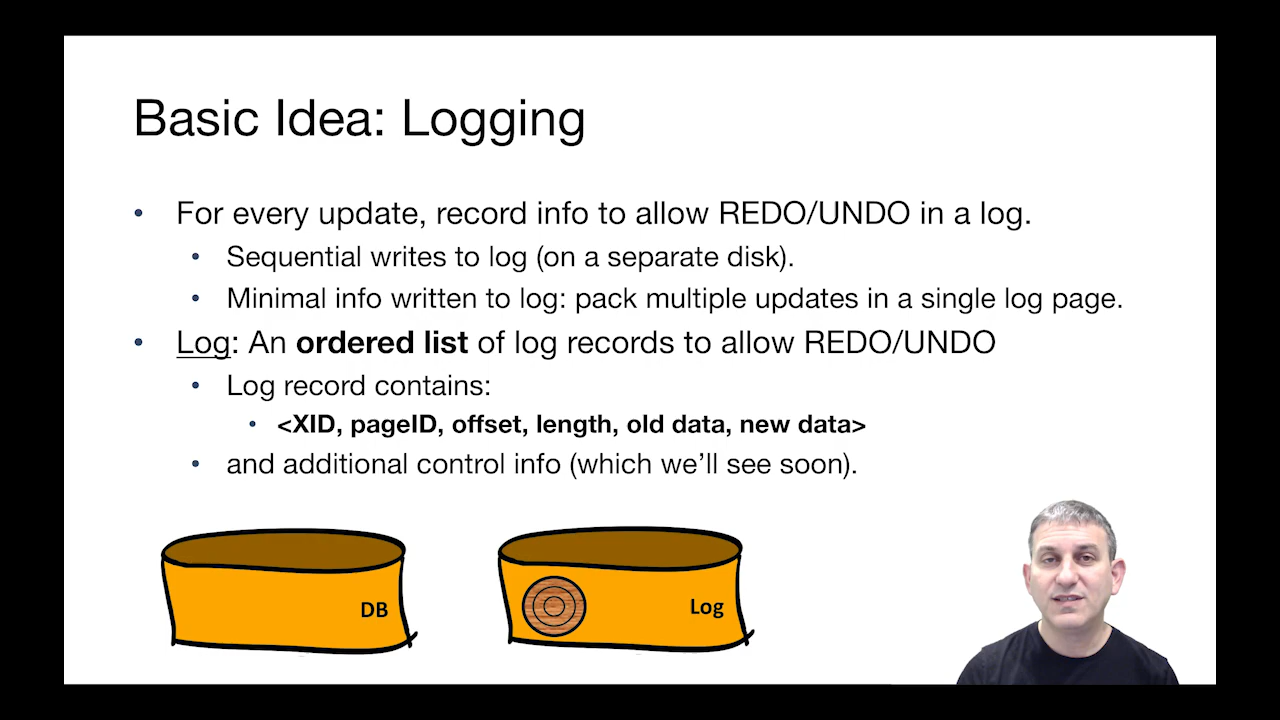 Basic Idea: Logging
• For every update, record info to allow REDO/UNDO in a log.
• Sequential writes to log (on a separate disk).
• Minimal info written to log: pack multiple updates in a single log page.
• Log: An ordered list of log records to allow REDO/UNDO
• Log record contains:
• <XID, pageID, offset, length, old data, new data>
• and additional control info (which we’ll see soon).
DB
Log